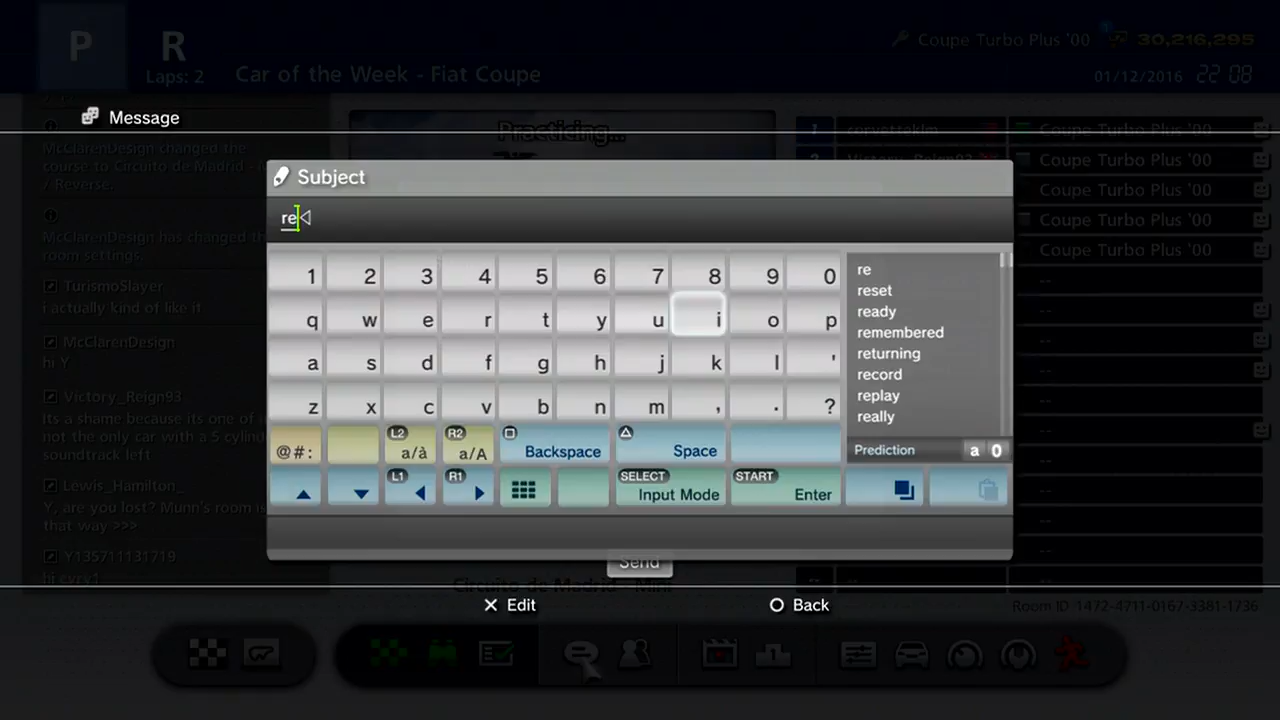 P R Coupe Turbo Plus '00 30,216,295
Laps: 2 Car of the Week - Fiat Coupe 01/12/2016 22 08
Message
Practicing...
McClarenDesign changed the
course to Circuito de Madrid -
/ Reverse.
McClarenDesign has changed the
room settings.
TurismoSlayer
i actually kind of like it
McClarenDesign
hi Y
Victory_Reign93
Its a shame because its one of
not the only car with a 5 cylind
soundtrack left
Lewis_Hamilton_
Y, are you lost? Munn's room is
that way >>>
Y135711131719
hi evry1
1 corvetteklm Coupe Turbo Plus '00
2 Victory_Reign93 Coupe Turbo Plus '00
Coupe Turbo Plus '00
Coupe Turbo Plus '00
Coupe Turbo Plus '00
--
--
--
--
--
--
--
--
--
--
-- -- --
Subject
re
1 2 3 4 5 6 7 8 9 0
q w e r t y u i o p
a s d f g h j k l '
z x c v b n m , . ?
@#: L2 a/à R2 a/A Backspace Space
L1 R1 SELECT Input Mode START Enter
re
reset
ready
remembered
returning
record
replay
really
Prediction a 0
Send
Circuito de Madrid - Mini
Edit Back
Room ID 1472-4711-0167-3381-1736